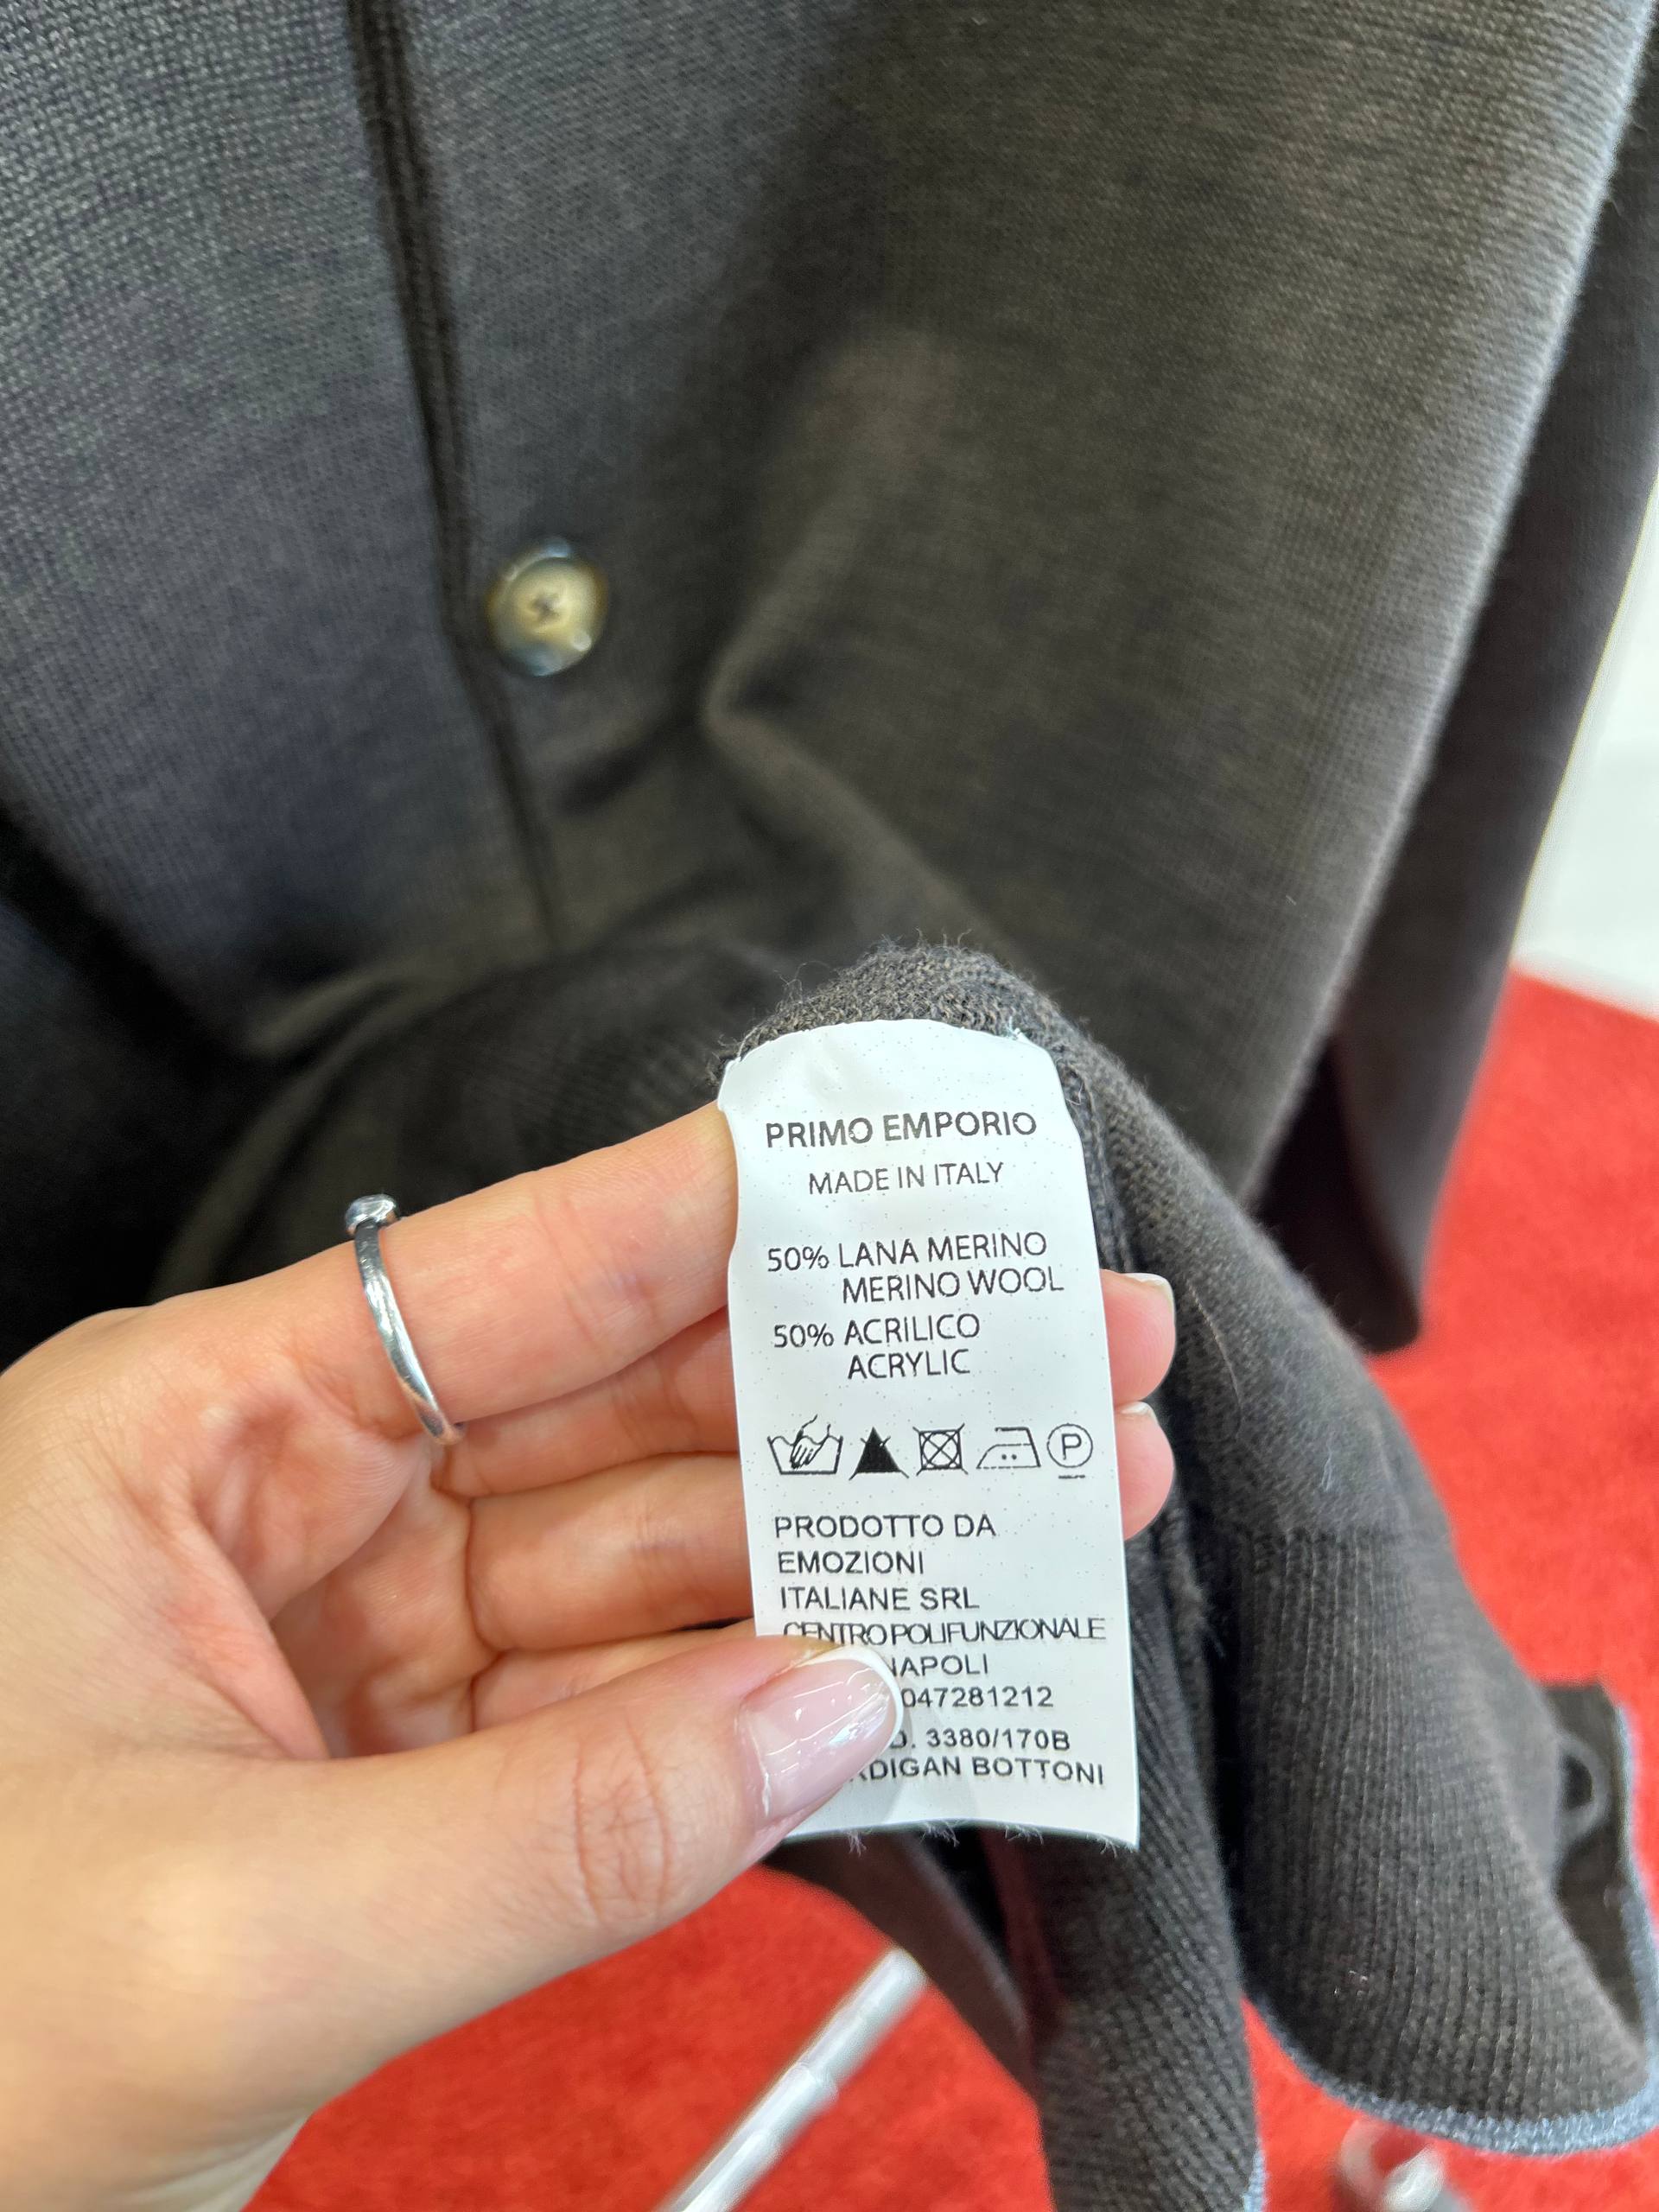 PRIMO EMPORIO
MADE IN ITALY
50% LANA MERINO
MERINO WOOL
50% ACRILICO
ACRYLIC
P
PRODOTTO DA
EMOZIONI
ITALIANE SRL
CENTRO POLIFUNZIONALE
NAPOLI
047281212
3380/170B
BOTTONI